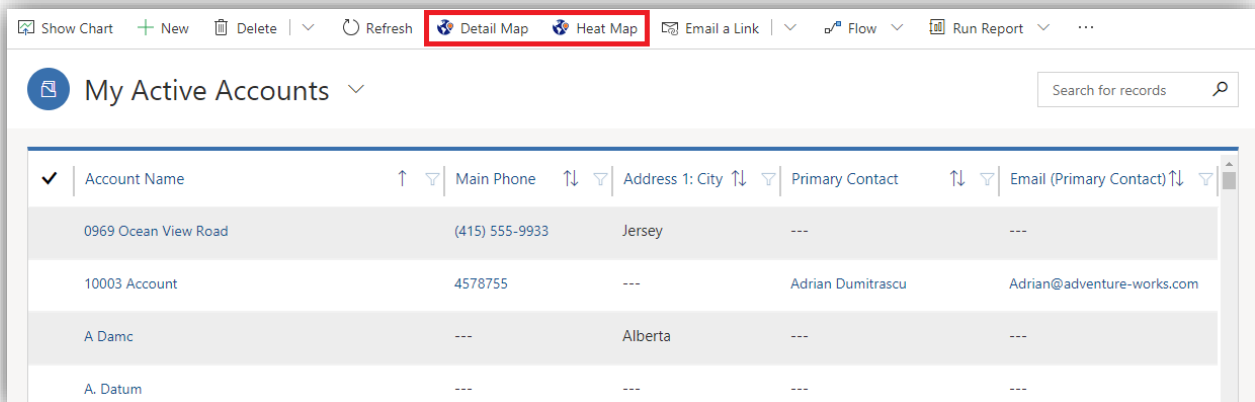 Show Chart New Delete Refresh Detail Map Heat Map Email a Link Flow Run Report ...
My Active Accounts Search for records
Account Name Main Phone Address 1: City Primary Contact Email (Primary Contact)
0969 Ocean View Road (415) 555-9933 Jersey --- ---
10003 Account 4578755 --- Adrian Dumitrascu Adrian@adventure-works.com
A Damc --- Alberta --- ---
A. Datum --- --- --- ---